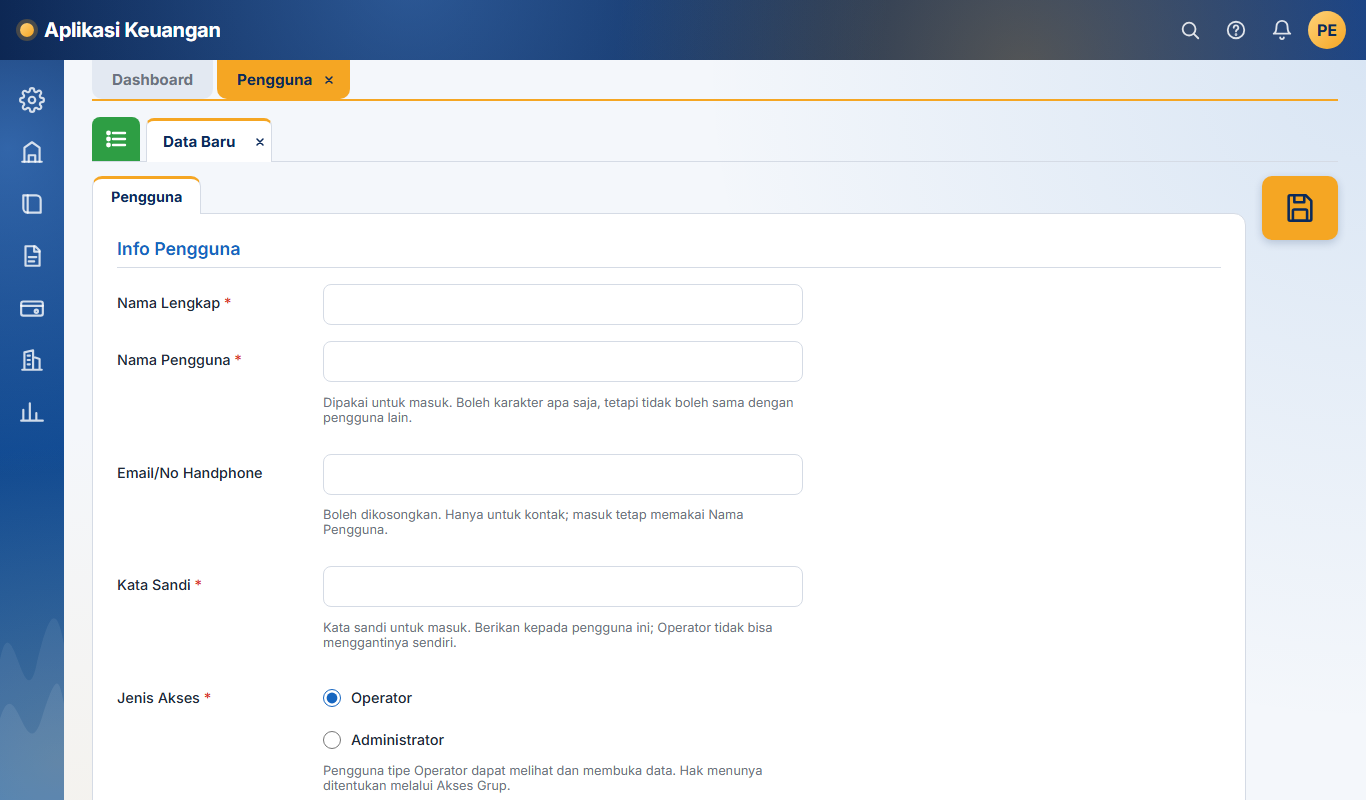 Aplikasi Keuangan
PE
Dashboard
Pengguna ×
Data Baru ×
Pengguna
Info Pengguna
Nama Lengkap *
Nama Pengguna *
Dipakai untuk masuk. Boleh karakter apa saja, tetapi tidak boleh sama dengan
pengguna lain.
Email/No Handphone
Boleh dikosongkan. Hanya untuk kontak; masuk tetap memakai Nama
Pengguna.
Kata Sandi *
Kata sandi untuk masuk. Berikan kepada pengguna ini; Operator tidak bisa
menggantinya sendiri.
Jenis Akses *
Operator
Administrator
Pengguna tipe Operator dapat melihat dan membuka data. Hak menunya
ditentukan melalui Akses Grup.